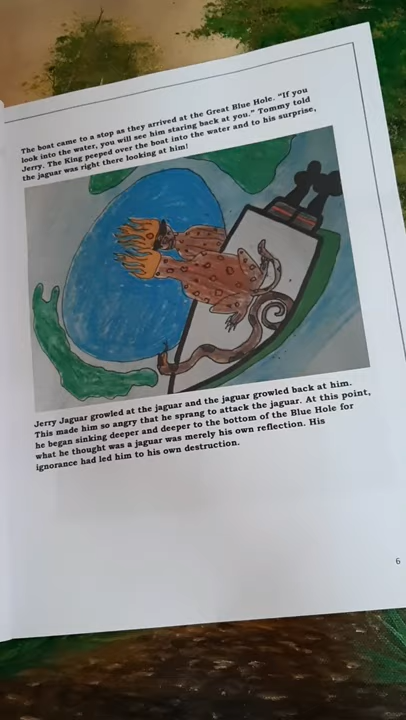 The boat came to a stop as they arrived at the Great Blue Hole. "If you
look into the water, you will see him staring back at you." Tommy told
Jerry. The King peeped over the boat into the water and to his surprise,
the jaguar was right there looking at him!
Jerry Jaguar growled at the jaguar and the jaguar growled back at him.
This made him so angry that he sprang to attack the jaguar. At this point,
he began sinking deeper and deeper to the bottom of the Blue Hole for
what he thought was a jaguar was merely his own reflection. His
ignorance had led him to his own destruction.
6